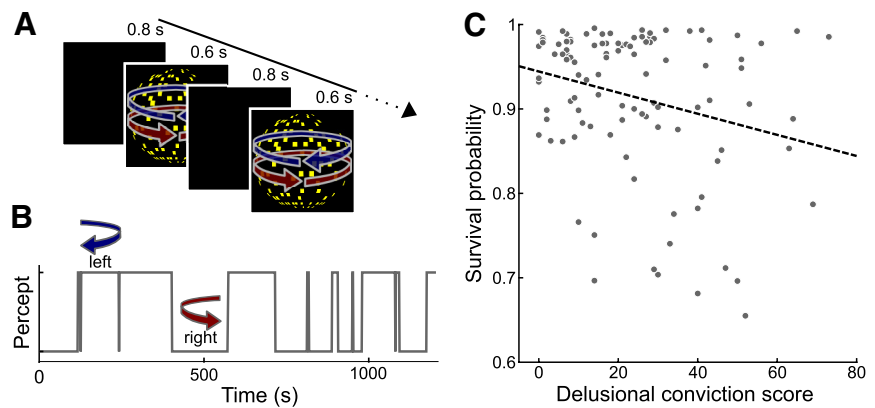 A
0.8 s
0.6 s
0.8 s
0.6 s
B
left
right
Percept
0
500
1000
Time (s)
C
1
0.9
0.8
0.7
0.6
Survival probability
0
20
40
60
80
Delusional conviction score